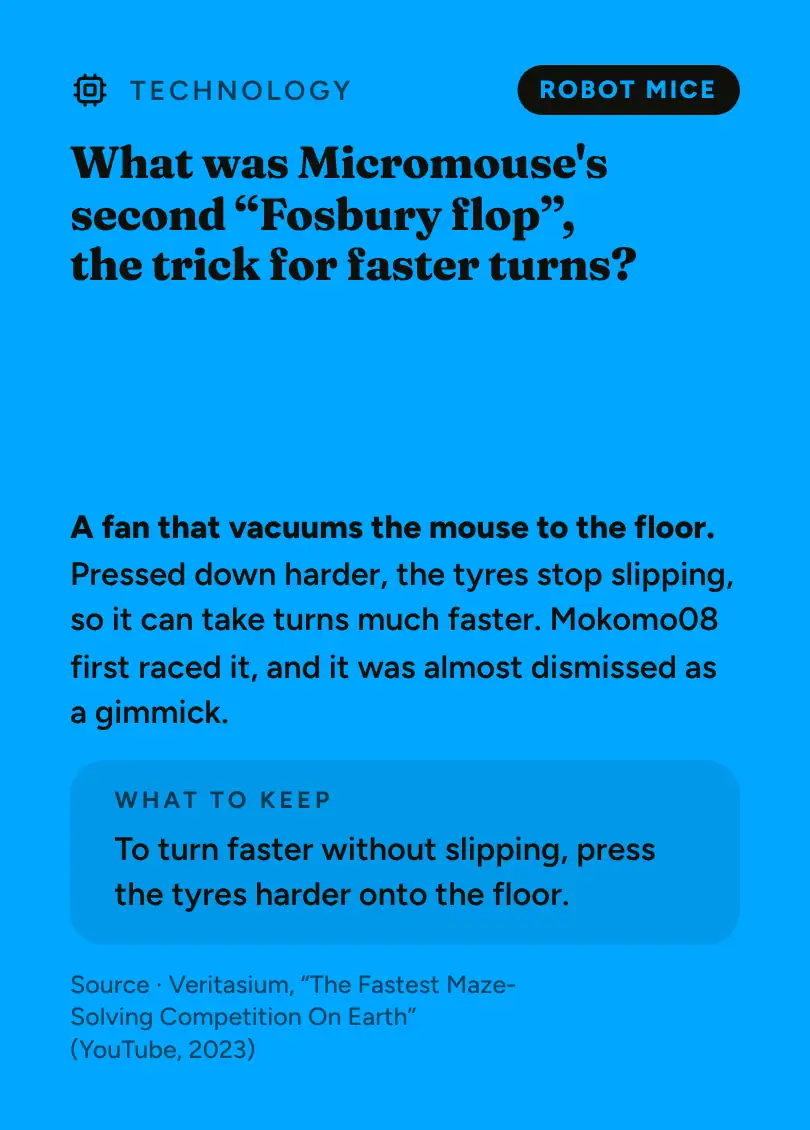 TECHNOLOGY
ROBOT MICE
What was Micromouse's
second “Fosbury flop”,
the trick for faster turns?
A fan that vacuums the mouse to the floor.
Pressed down harder, the tyres stop slipping,
so it can take turns much faster. Mokomo08
first raced it, and it was almost dismissed as
a gimmick.
WHAT TO KEEP
To turn faster without slipping, press
the tyres harder onto the floor.
Source · Veritasium, “The Fastest Maze-
Solving Competition On Earth”
(YouTube, 2023)